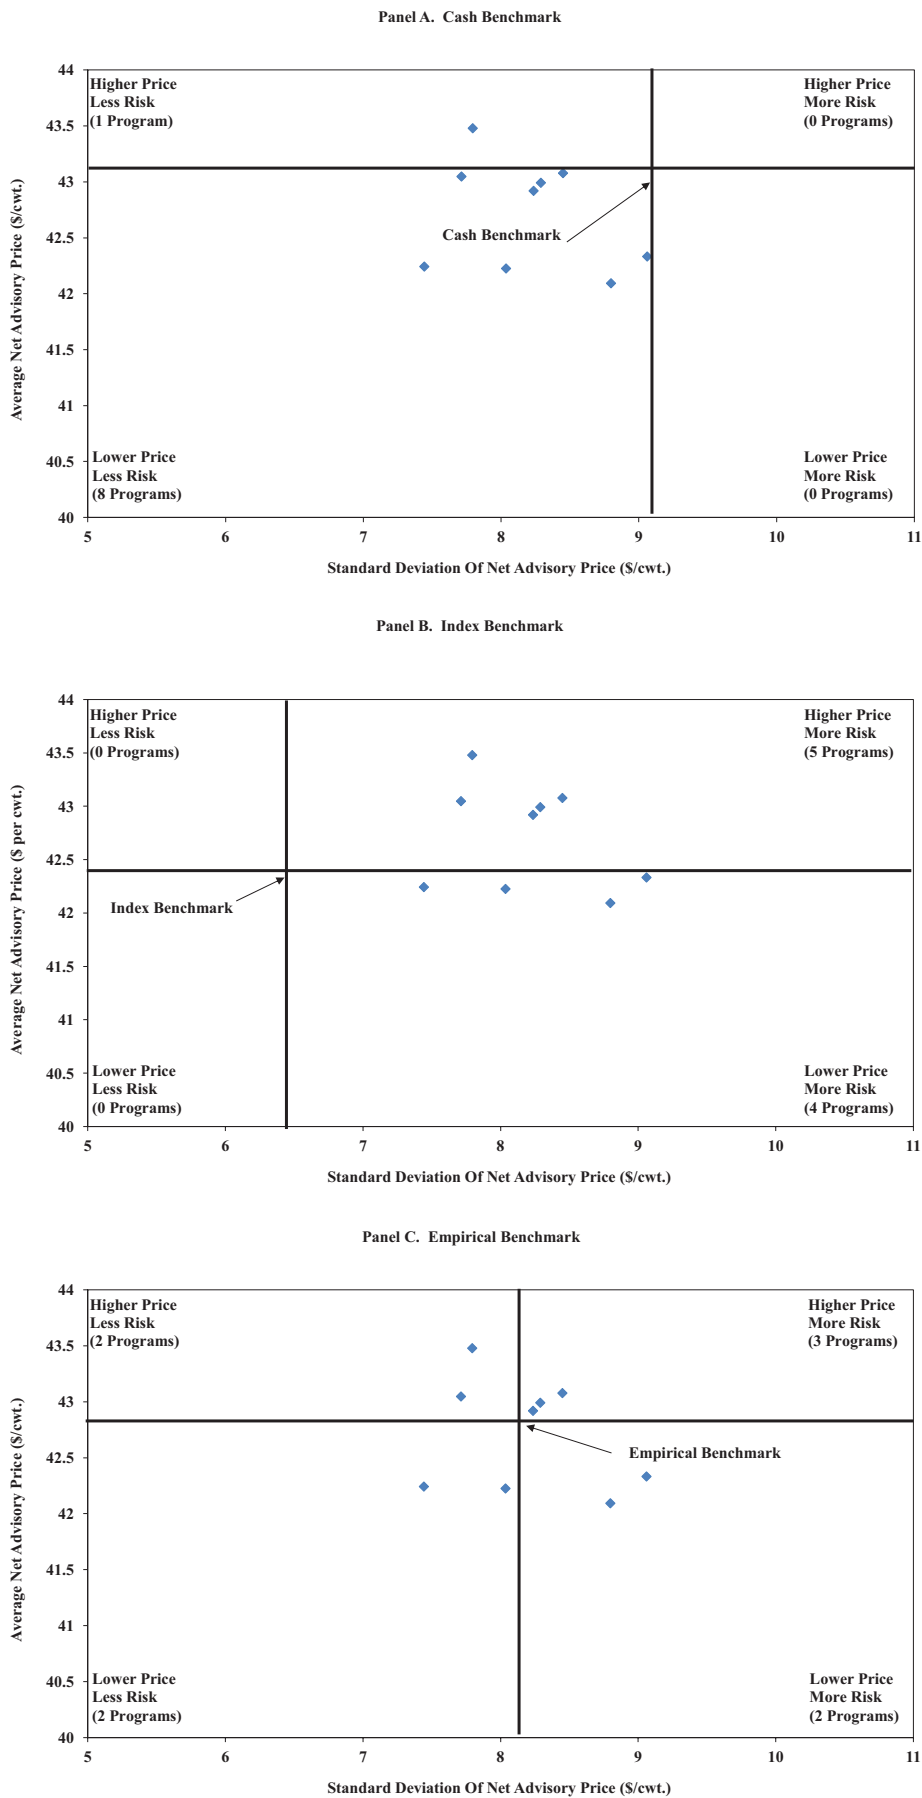 Panel A.  Cash Benchmark
44
Higher Price
Less Risk
(1 Program)
Higher Price
More Risk
(0 Programs)
43.5
43
Cash Benchmark
42.5
42
41.5
41
40.5
40
Lower Price
Less Risk
(8 Programs)
Lower Price
More Risk
(0 Programs)
Average Net Advisory Price ($/cwt.)
5 6 7 8 9 10 11
Standard Deviation Of Net Advisory Price ($/cwt.)
Panel B.  Index Benchmark
44
Higher Price
Less Risk
(0 Programs)
Higher Price
More Risk
(5 Programs)
43.5
43
42.5
Index Benchmark
42
41.5
41
40.5
40
Lower Price
Less Risk
(0 Programs)
Lower Price
More Risk
(4 Programs)
Average Net Advisory Price ($ per cwt.)
5 6 7 8 9 10 11
Standard Deviation Of Net Advisory Price ($/cwt.)
Panel C.  Empirical Benchmark
44
Higher Price
Less Risk
(2 Programs)
Higher Price
More Risk
(3 Programs)
43.5
43
42.5
Empirical Benchmark
42
41.5
41
40.5
40
Lower Price
Less Risk
(2 Programs)
Lower Price
More Risk
(2 Programs)
Average Net Advisory Price ($/cwt.)
5 6 7 8 9 10 11
Standard Deviation Of Net Advisory Price ($/cwt.)